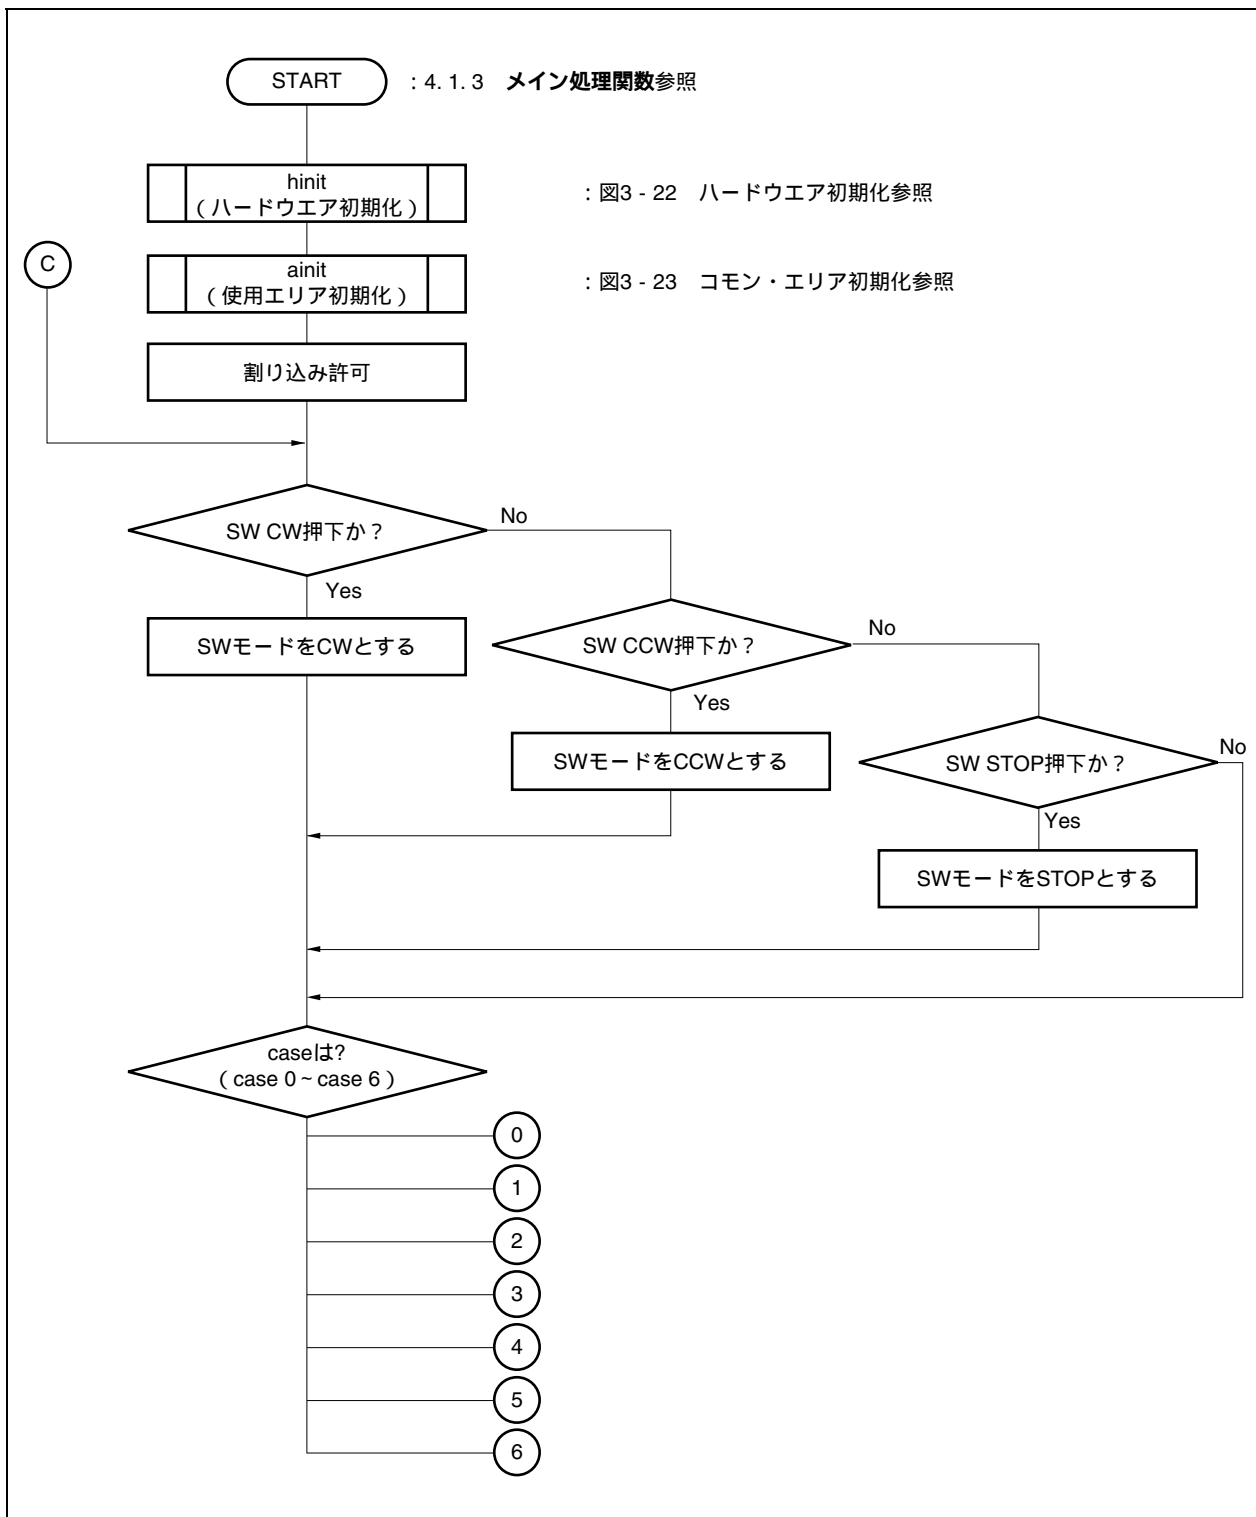 START
: 4. 1. 3 メイン処理関数参照
hinit
(ハードウエア初期化)
: 図3 - 22 ハードウエア初期化参照
C
ainit
(使用エリア初期化)
: 図3 - 23 コモン・エリア初期化参照
割り込み許可
SW CW押下か?
No
Yes
SWモードをCWとする
SW CCW押下か?
No
Yes
SWモードをCCWとする
SW STOP押下か?
No
Yes
SWモードをSTOPとする
caseは?
(case 0 ~ case 6)
0
1
2
3
4
5
6